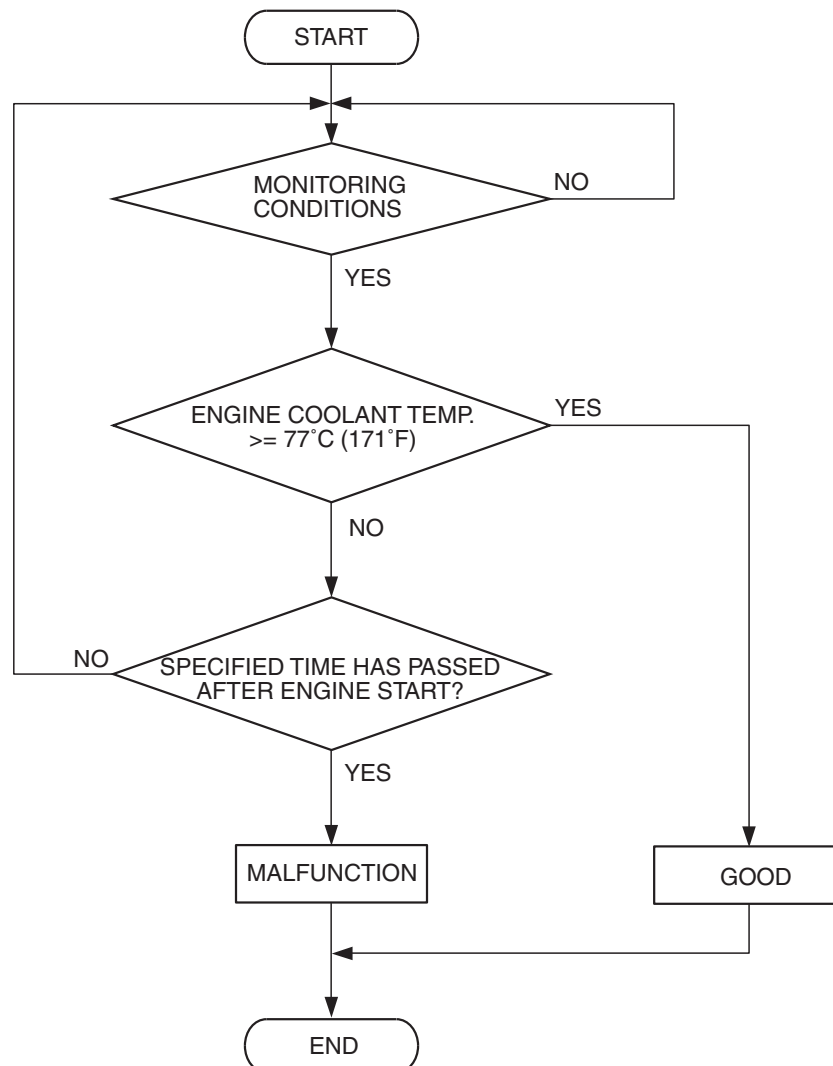 START
MONITORING
CONDITIONS
NO
YES
ENGINE COOLANT TEMP.
>= 77˚C (171˚F)
YES
NO
SPECIFIED TIME HAS PASSED
AFTER ENGINE START?
NO
YES
MALFUNCTION
GOOD
END